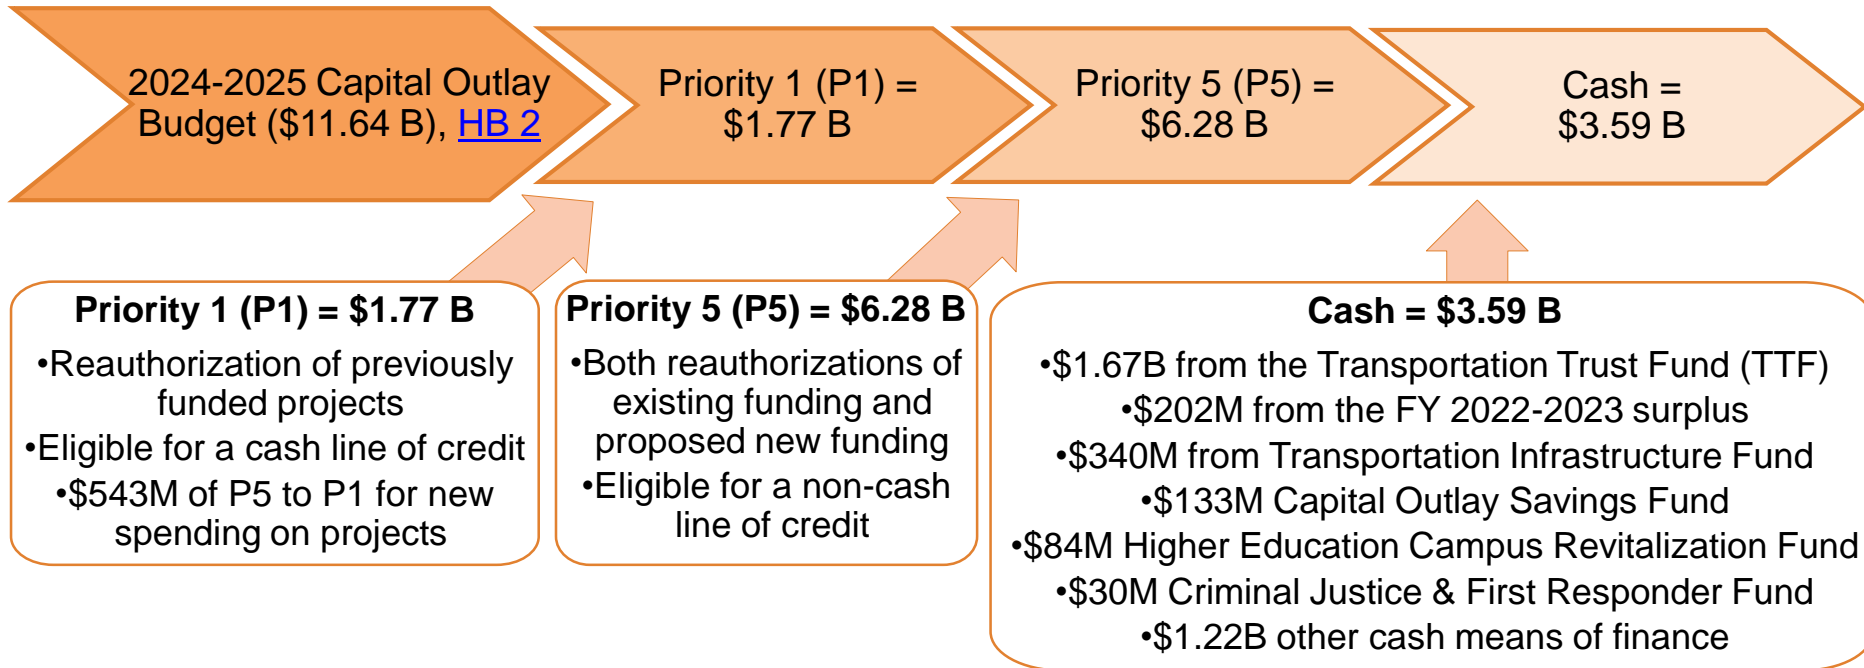 2024-2025 Capital Outlay
Budget ($11.64 B), HB 2
Priority 1 (P1) =
$1.77 B
Priority 5 (P5) =
$6.28 B
Cash =
$3.59 B
Priority 1 (P1) = $1.77 B
•Reauthorization of previously
funded projects
•Eligible for a cash line of credit
•$543M of P5 to P1 for new
spending on projects
Priority 5 (P5) = $6.28 B
•Both reauthorizations of
existing funding and
proposed new funding
•Eligible for a non-cash
line of credit
Cash = $3.59 B
•$1.67B from the Transportation Trust Fund (TTF)
•$202M from the FY 2022-2023 surplus
•$340M from Transportation Infrastructure Fund
•$133M Capital Outlay Savings Fund
•$84M Higher Education Campus Revitalization Fund
•$30M Criminal Justice & First Responder Fund
•$1.22B other cash means of finance